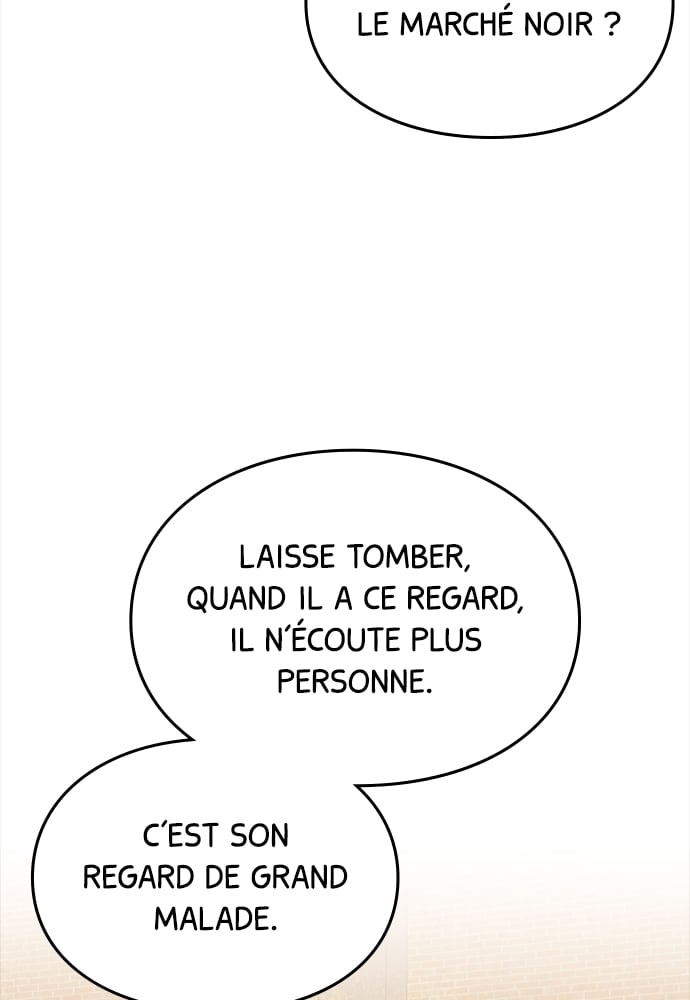 LE MARCHÉ NOIR ?
LAISSE TOMBER,
QUAND IL A CE REGARD,
IL N'ÉCOUTE PLUS
PERSONNE.
C'EST SON
REGARD DE GRAND
MALADE.